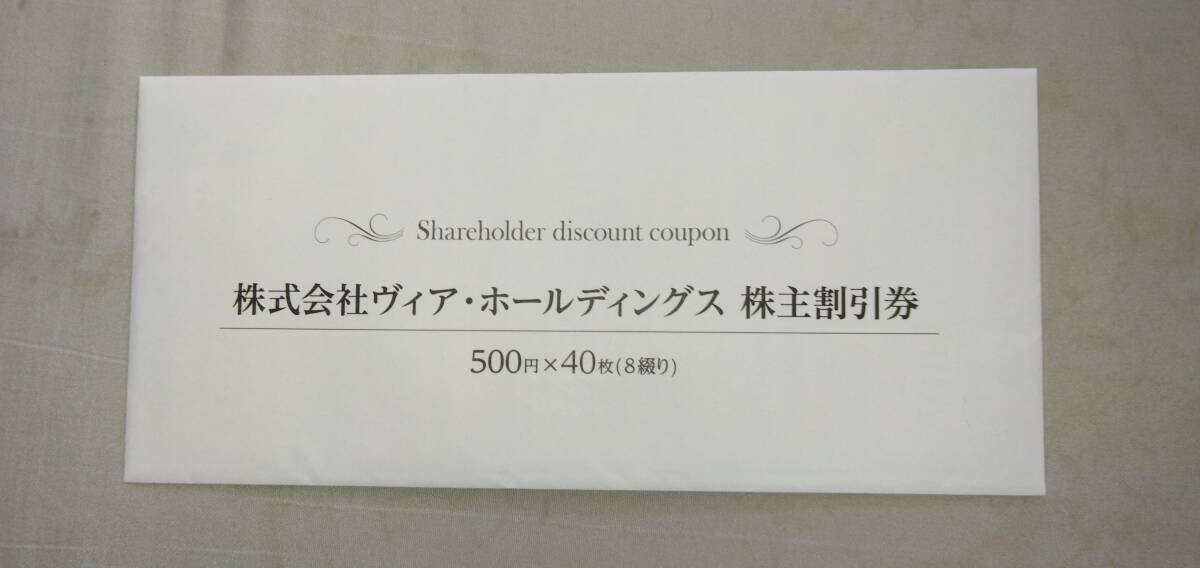 Shareholder discount coupon
株式会社ヴィア・ホールディングス 株主割引券
500円×40枚(8綴り)